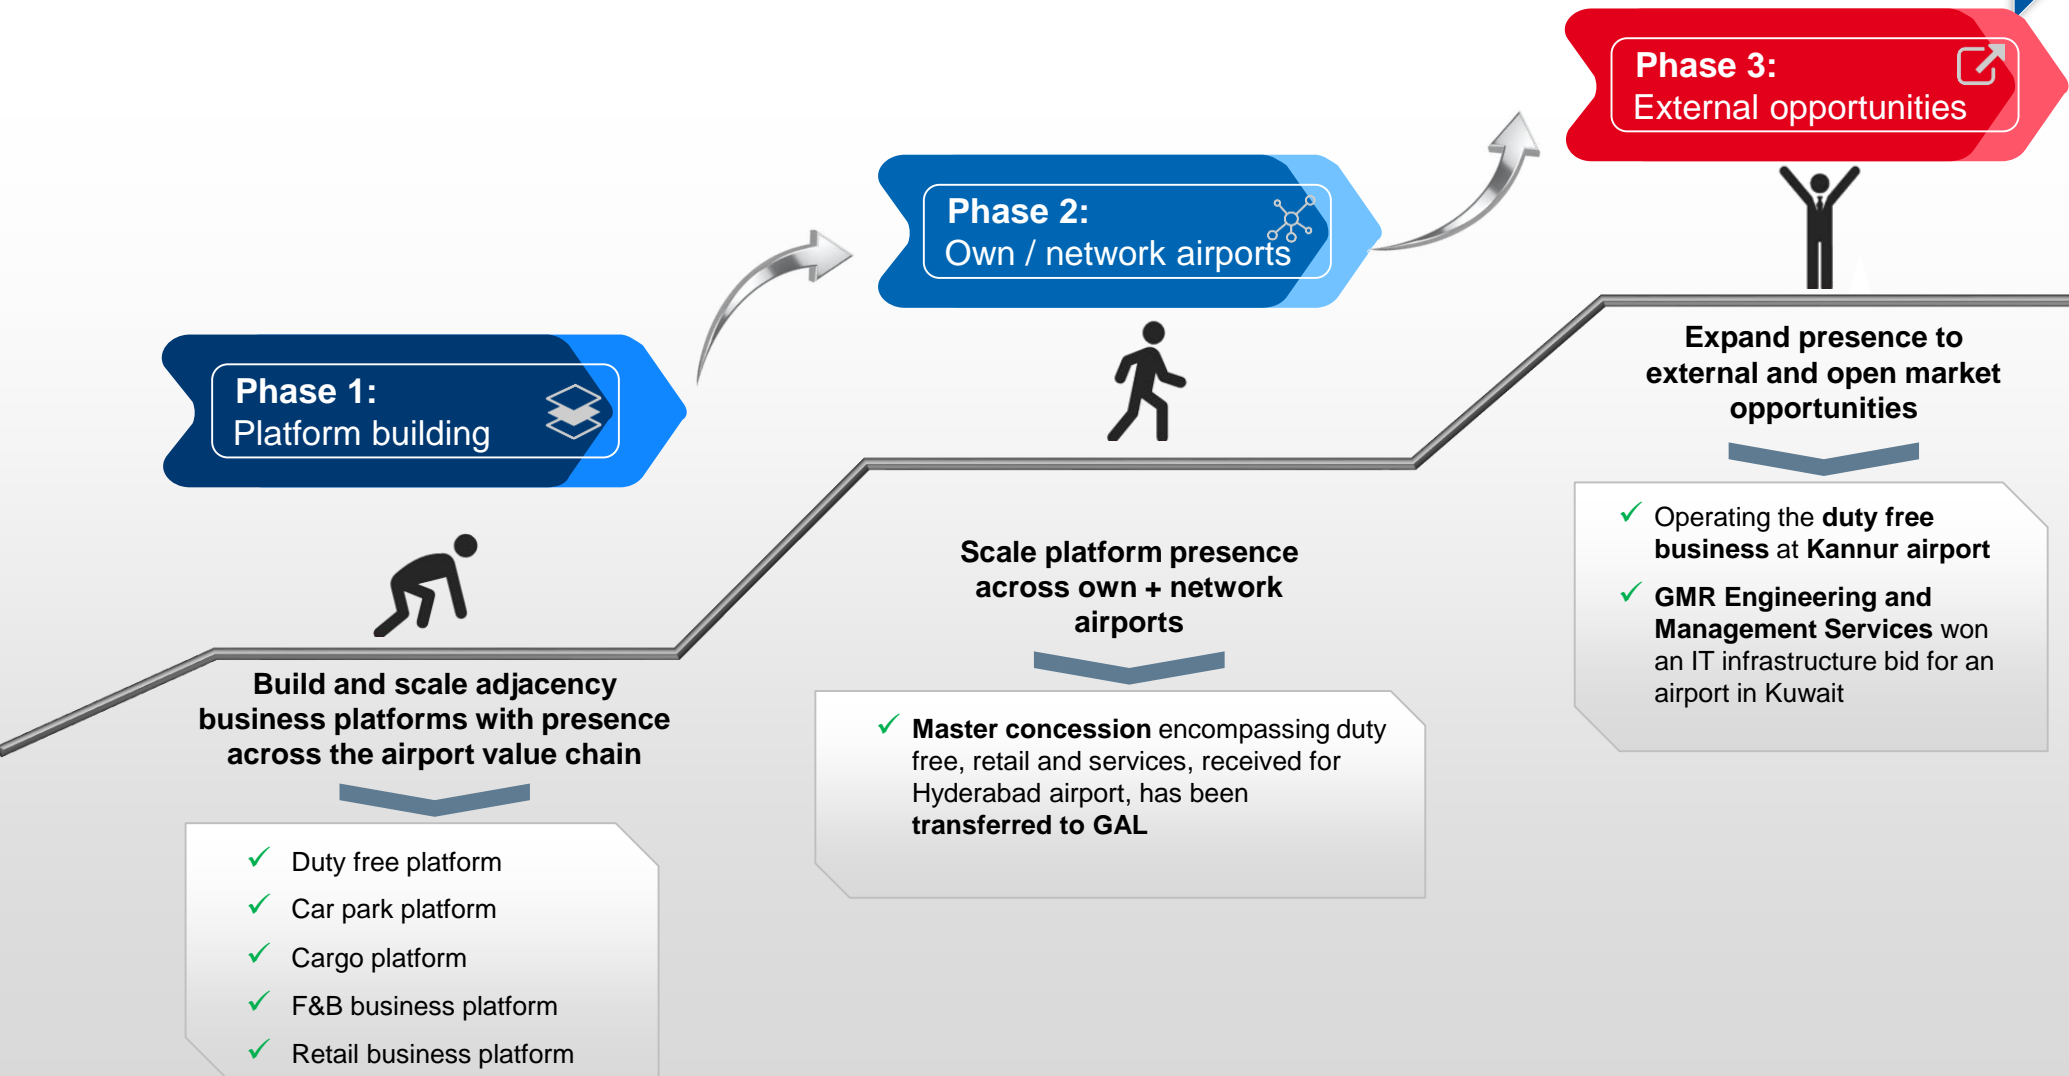 Phase 1:
Platform building
Build and scale adjacency
business platforms with presence
across the airport value chain
Duty free platform
Car park platform
Cargo platform
F&B business platform
Retail business platform
Phase 2:
Own / network airports
Scale platform presence
across own + network
airports
Master concession encompassing duty
free, retail and services, received for
Hyderabad airport, has been
transferred to GAL
Phase 3:
External opportunities
Expand presence to
external and open market
opportunities
Operating the duty free
business at Kannur airport
GMR Engineering and
Management Services won
an IT infrastructure bid for an
airport in Kuwait